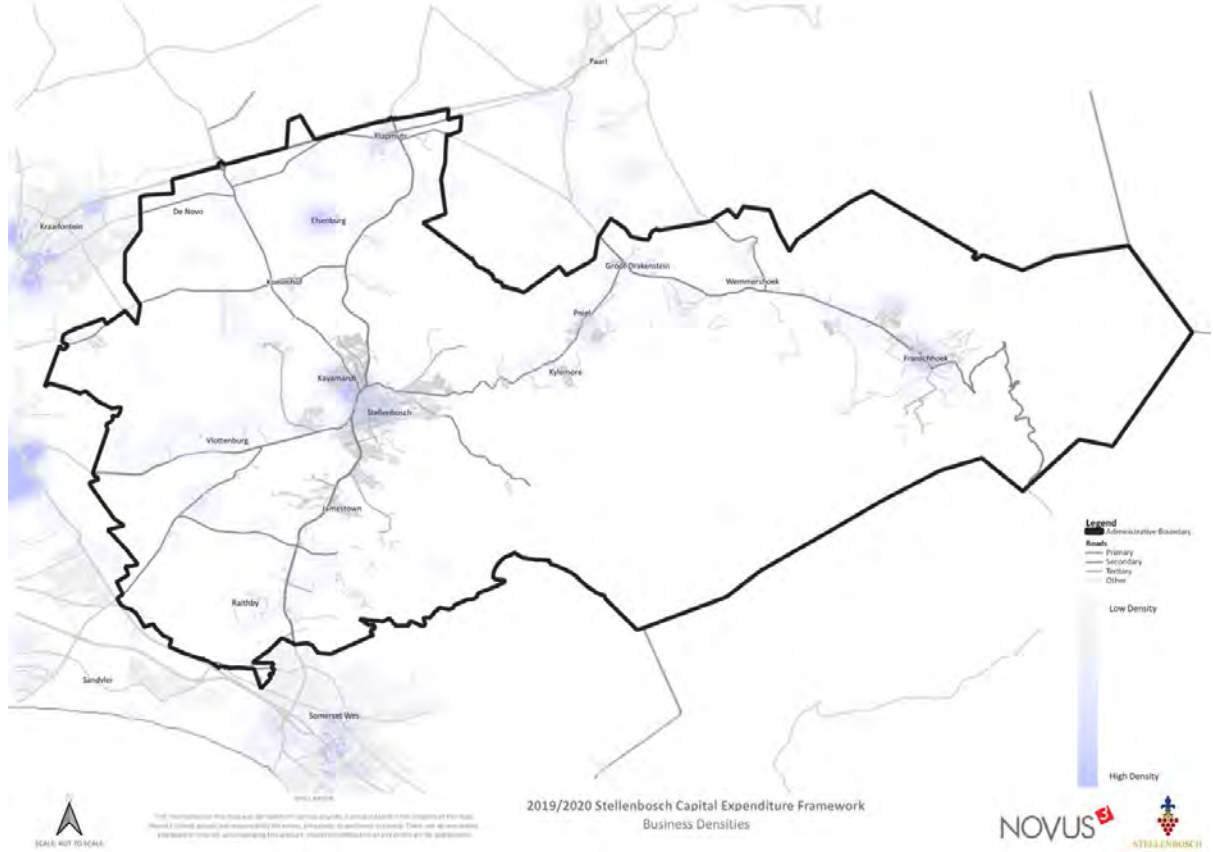 Paarl
Klapmuts
De Novo
Elsenburg
Kraaifontein
Koelenhof
Groot Drakenstein
Wemmershoek
Pniel
Franschhoek
Kylemore
Kayamandi
Stellenbosch
Vlottenburg
Jamestown
Raithby
Sandvlei
Somerset Wes
Legend
Administrative Boundary
Roads
Primary
Secondary
Tertiary
Other
Low Density
High Density
2019/2020 Stellenbosch Capital Expenditure Framework
Business Densities
SCALE: NOT TO SCALE
NOVUS3
STELLENBOSCH